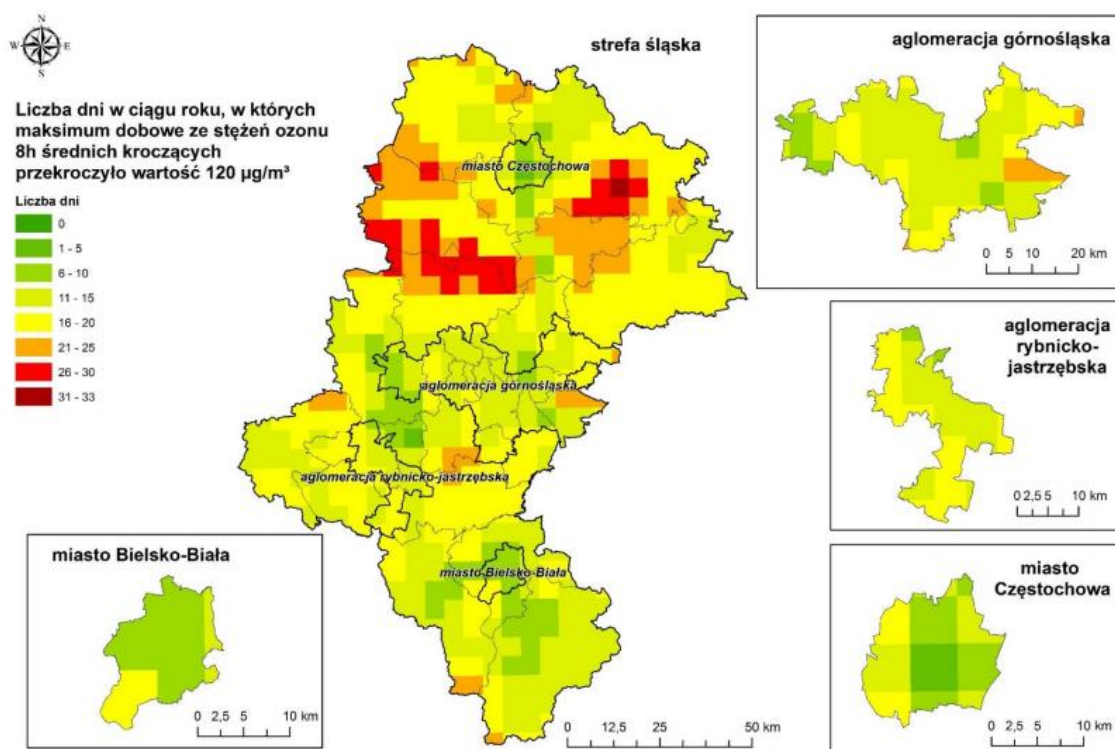 N
W E
S
strefa śląska
aglomeracja górnośląska
Liczba dni w ciągu roku, w których
maksimum dobowe ze stężeń ozonu
8h średnich kroczących
przekroczyło wartość 120 µg/m³
Liczba dni
0
1 - 5
6 - 10
11 - 15
16 - 20
21 - 25
26 - 30
31 - 33
miasto Częstochowa
aglomeracja górnośląska
aglomeracja rybnicko-jastrzębska
miasto Bielsko-Biała
0 5 10 20 km
aglomeracja
rybnicko-
jastrzębska
0 2,5 5 10 km
miasto Bielsko-Biała
0 2,5 5 10 km
0 12,5 25 50 km
miasto
Częstochowa
0 2,5 5 10 km